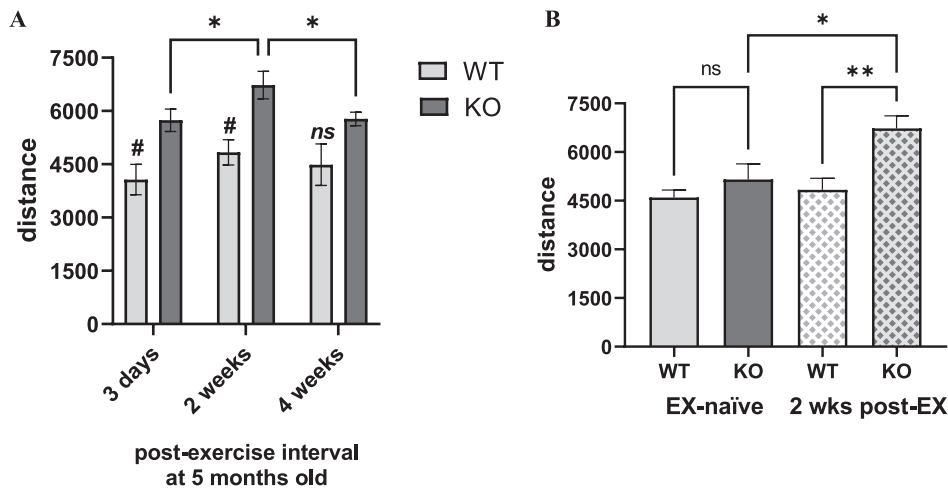 A
* *
7500
6000
4500
3000
1500
0
distance
# # ns
3 days
2 weeks
4 weeks
post-exercise interval
at 5 months old
WT
KO
B
*
ns **
7500
6000
4500
3000
1500
0
distance
WT KO WT KO
EX-naïve 2 wks post-EX